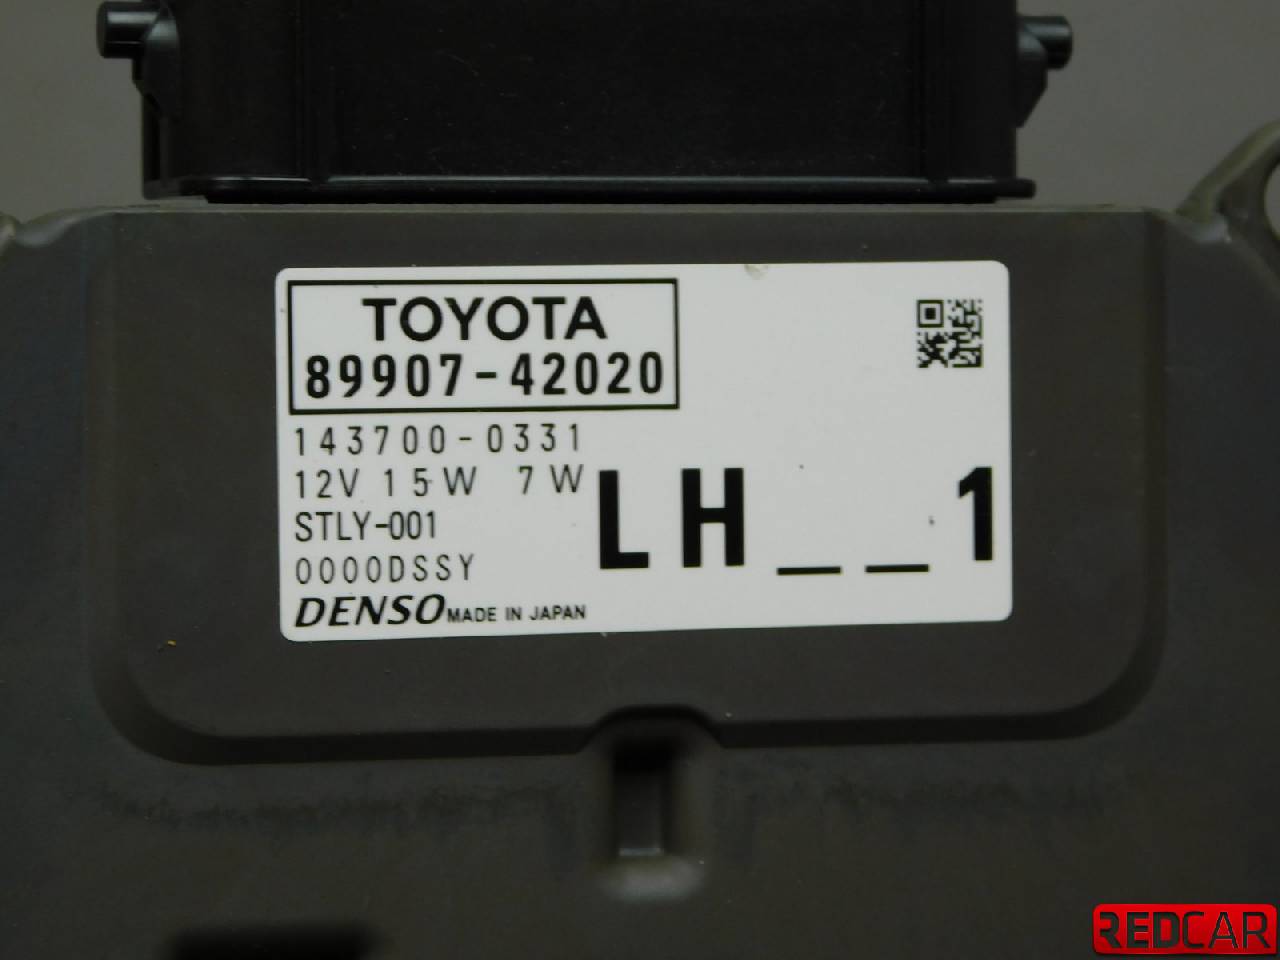 TOYOTA
89907-42020
143700-0331
12V 15W 7W
STLY-001
0000DSSY
LH__1
DENSO MADE IN JAPAN
REDCAR